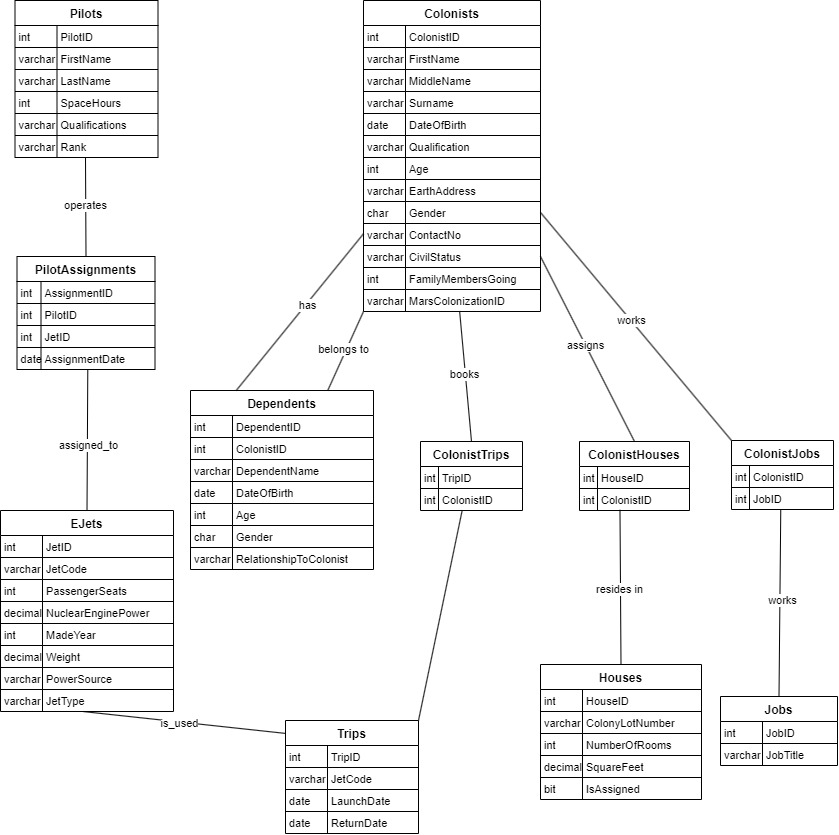 Pilots
int PilotID
varchar FirstName
varchar LastName
int SpaceHours
varchar Qualifications
varchar Rank
operates
PilotAssignments
int AssignmentID
int PilotID
int JetID
date AssignmentDate
assigned_to
EJets
int JetID
varchar JetCode
int PassengerSeats
decimal NuclearEnginePower
int MadeYear
decimal Weight
varchar PowerSource
varchar JetType
is_used
Colonists
int ColonistID
varchar FirstName
varchar MiddleName
varchar Surname
date DateOfBirth
varchar Qualification
int Age
varchar EarthAddress
char Gender
varchar ContactNo
varchar CivilStatus
int FamilyMembersGoing
varchar MarsColonizationID
has
belongs to
books
assigns
works
Dependents
int DependentID
int ColonistID
varchar DependentName
date DateOfBirth
int Age
char Gender
varchar RelationshipToColonist
ColonistTrips
int TripID
int ColonistID
ColonistHouses
int HouseID
int ColonistID
ColonistJobs
int ColonistID
int JobID
resides in
works
Trips
int TripID
varchar JetCode
date LaunchDate
date ReturnDate
Houses
int HouseID
varchar ColonyLotNumber
int NumberOfRooms
decimal SquareFeet
bit IsAssigned
Jobs
int JobID
varchar JobTitle